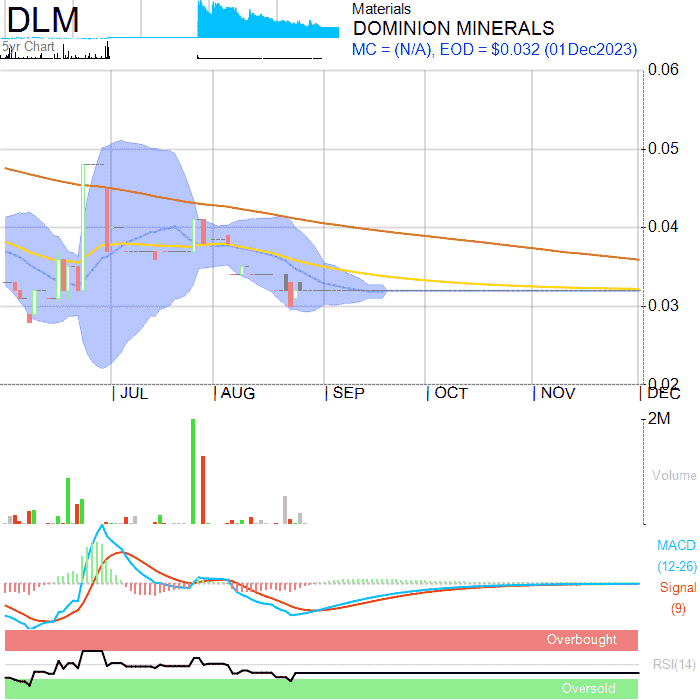 DLM
Materials
DOMINION MINERALS
5yr Chart
MC = (N/A), EOD = $0.032 (01Dec2023)
0.06
0.05
0.04
0.03
0.02
JUL AUG SEP OCT NOV DEC
2M
Volume
MACD
(12-26)
Signal
(9)
Overbought
RSI(14)
Oversold